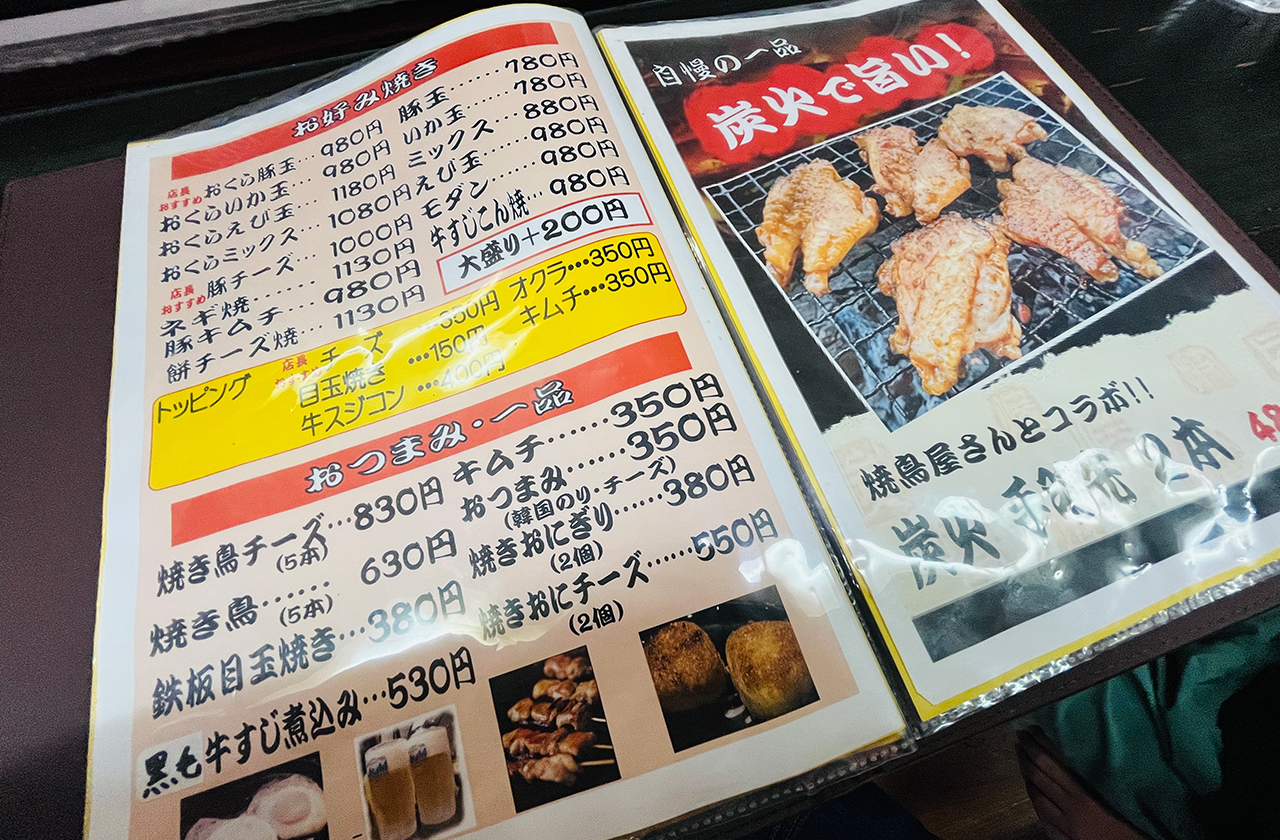 お好み焼き
店長おすすめ おくら豚玉…980円
おくらいか玉…980円
おくらえび玉…1180円
おくらミックス…1080円
店長おすすめ 豚チーズ…1000円
ネギ焼……1130円
豚キムチ…980円
餅チーズ焼…1130円
豚玉……780円
いか玉……780円
ミックス…880円
えび玉……980円
モダン……980円
牛すじこん焼…980円
大盛り+200円
トッピング
店長おすすめ チーズ …350円
目玉焼き …150円
牛スジコン …400円
オクラ…350円
キムチ…350円
おつまみ・一品
焼き鳥チーズ…830円
(5本)
焼き鳥……630円
(5本)
鉄板目玉焼き…380円
黒毛牛すじ煮込み…530円
キムチ……350円
おつまみ……350円
(韓国のり・チーズ)
焼きおにぎり……380円
(2個)
焼きおにチーズ……550円
(2個)
自慢の一品
炭火で旨い!
焼鳥屋さんとコラボ!!
炭火 手羽先 2本